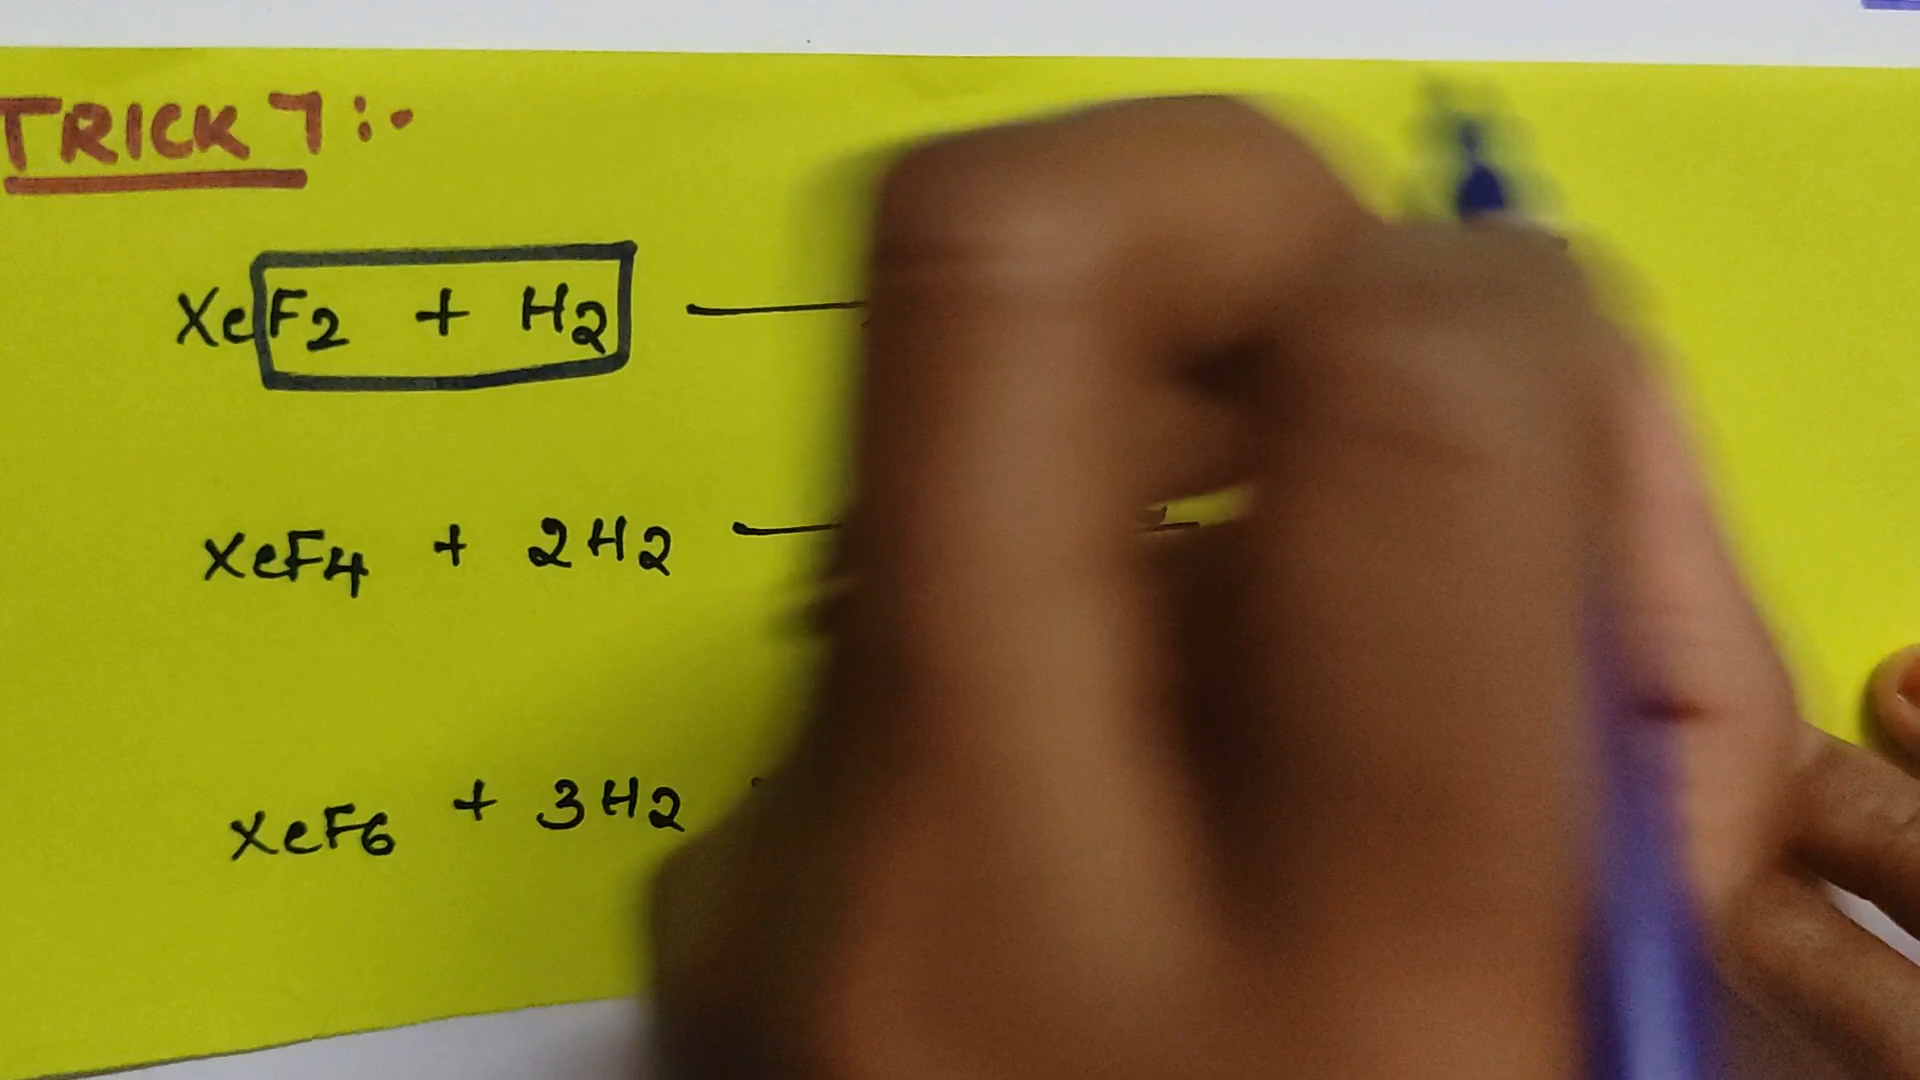 TRICK 7:-
XeF2 + H2
XeF4 + 2H2
XeF6 + 3H2